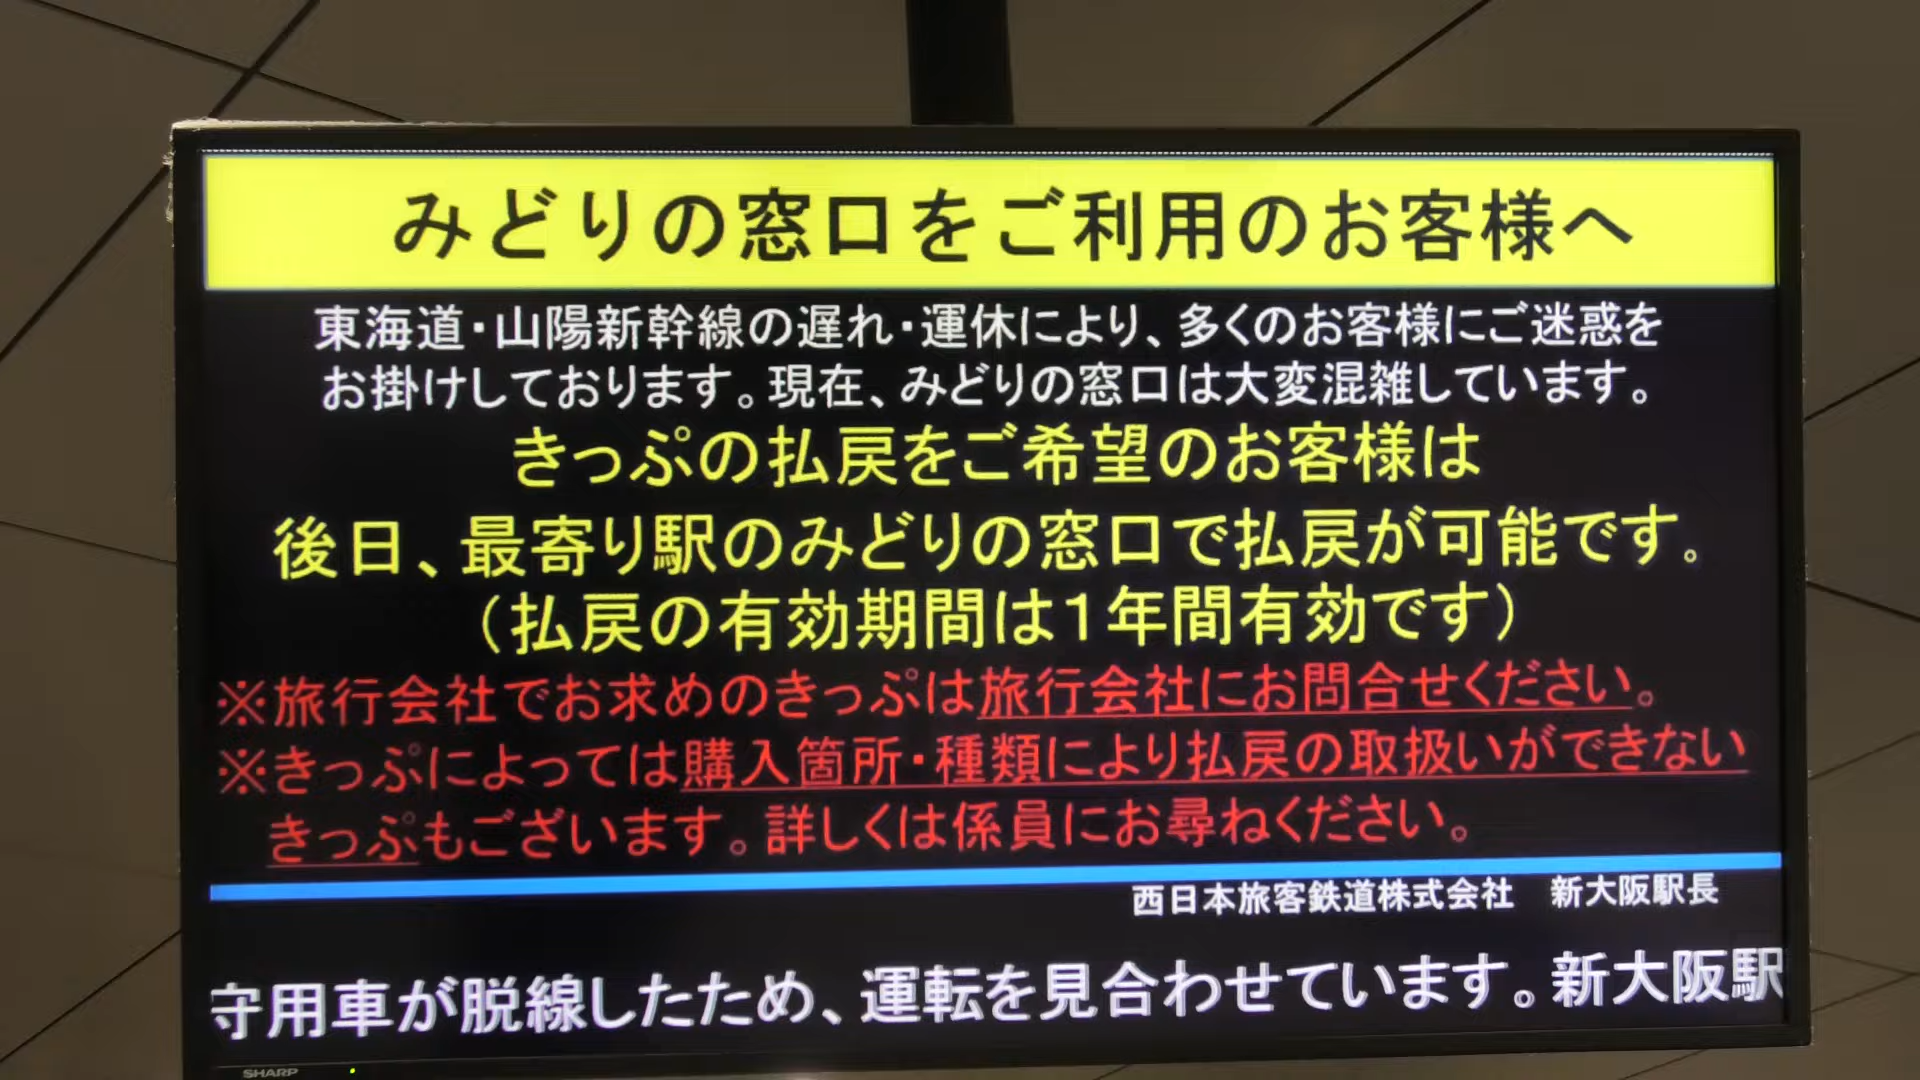 みどりの窓口をご利用のお客様へ
東海道・山陽新幹線の遅れ・運休により、多くのお客様にご迷惑を
お掛けしております。現在、みどりの窓口は大変混雑しています。
きっぷの払戻をご希望のお客様は
後日、最寄り駅のみどりの窓口で払戻が可能です。
（払戻の有効期間は1年間有効です）
※旅行会社でお求めのきっぷは旅行会社にお問合せください。
※きっぷによっては購入箇所・種類により払戻の取扱いができない
きっぷもございます。詳しくは係員にお尋ねください。
西日本旅客鉄道株式会社　新大阪駅長
守用車が脱線したため、運転を見合わせています。新大阪駅
SHARP